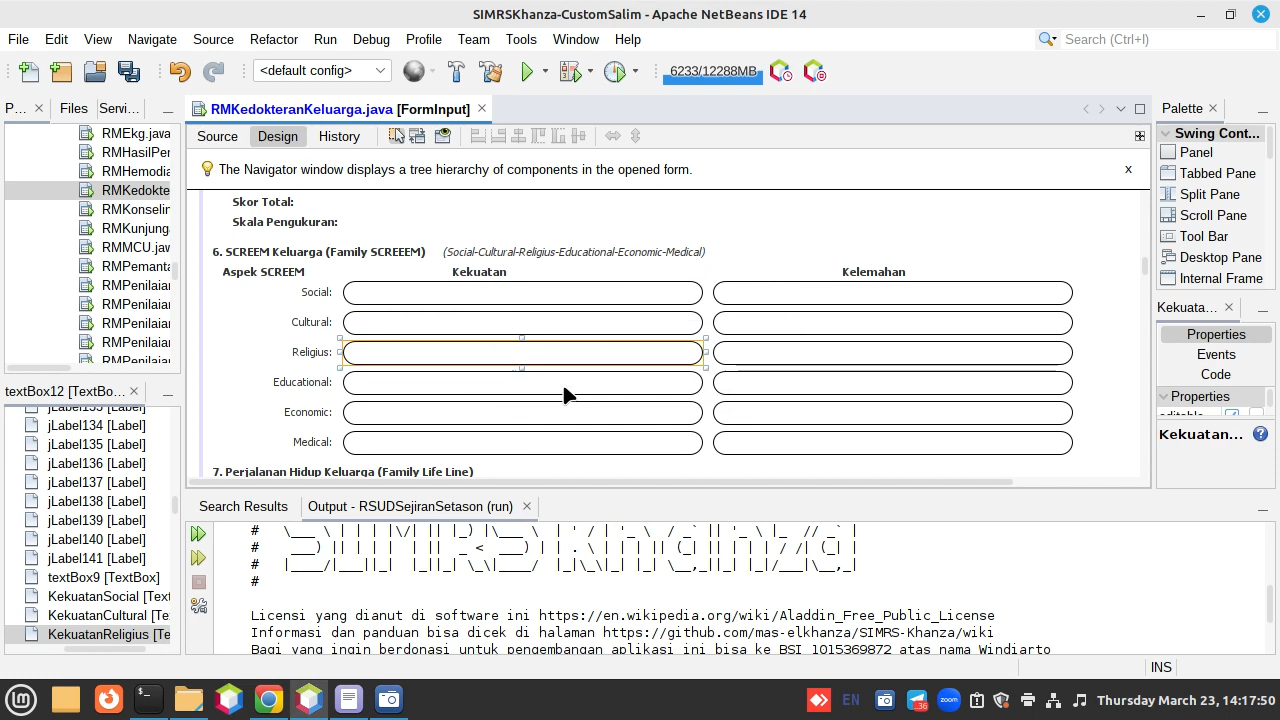 SIMRSKhanza-CustomSalim - Apache NetBeans IDE 14
File Edit View Navigate Source Refactor Run Debug Profile Team Tools Window Help
Search (Ctrl+I)
<default config>
6233/12288MB
P... Files Servi...
RMEkg.java
RMHasilPer
RMHemodia
RMKedokte
RMKonselin
RMKunjung
RMMCU.jav
RMPemanta
RMPenilaiar
RMPenilaiar
RMPenilaiar
RMPenilaiar
RMPenilaiar
RMKedokteranKeluarga.java [FormInput]
Source Design History
The Navigator window displays a tree hierarchy of components in the opened form. x
Skor Total:
Skala Pengukuran:
6. SCREEM Keluarga (Family SCREEEM) (Social-Cultural-Religius-Educational-Economic-Medical)
Aspek SCREEM Kekuatan Kelemahan
Social:
Cultural:
Religius:
Educational:
Economic:
Medical:
7. Perjalanan Hidup Keluarga (Family Life Line)
Palette
Swing Cont...
Panel
Tabbed Pane
Split Pane
Scroll Pane
Tool Bar
Desktop Pane
Internal Frame
Kekuata...
Properties
Events
Code
Properties
editable
Kekuatan...
textBox12 [TextBo...
jLabel133 [Label]
jLabel134 [Label]
jLabel135 [Label]
jLabel136 [Label]
jLabel137 [Label]
jLabel138 [Label]
jLabel139 [Label]
jLabel140 [Label]
jLabel141 [Label]
textBox9 [TextBox]
KekuatanSocial [Text
KekuatanCultural [Te
KekuatanReligius [Te
Search Results Output - RSUDSejiranSetason (run)
Licensi yang dianut di software ini https://en.wikipedia.org/wiki/Aladdin_Free_Public_License
Informasi dan panduan bisa dicek di halaman https://github.com/mas-elkhanza/SIMRS-Khanza/wiki
Bagi yang ingin berdonasi untuk pengembangan aplikasi ini bisa ke BSI 1015369872 atas nama Windiarto
INS
EN
36
zoom
Thursday March 23, 14:17:50